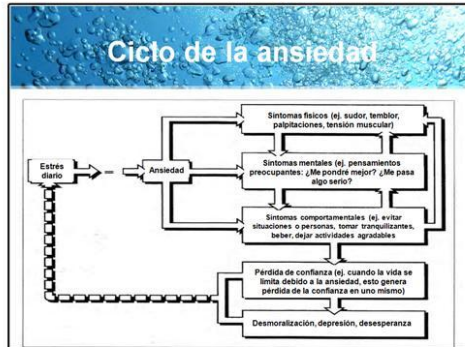 Ciclo de la ansiedad
Síntomas físicos (ej. sudor, temblor,
palpitaciones, tensión muscular)
Estrés
diario
Ansiedad
Síntomas mentales (ej. pensamientos
preocupantes: ¿Me pondré mejor? ¿Me pasa
algo serio?
Síntomas comportamentales (ej. evitar
situaciones o personas, tomar tranquilizantes,
beber, dejar actividades agradables
Pérdida de confianza (ej. cuando la vida se
limita debido a la ansiedad, esto genera
pérdida de la confianza en uno mismo)
Desmoralización, depresión, desesperanza